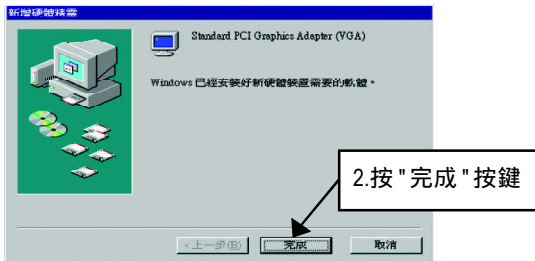 新增硬體精靈
Standard PCI Graphics Adapter (VGA)
Windows 已經安裝好新硬體裝置需要的軟體。
2.按"完成"按鍵
<上一步(B)
完成
取消